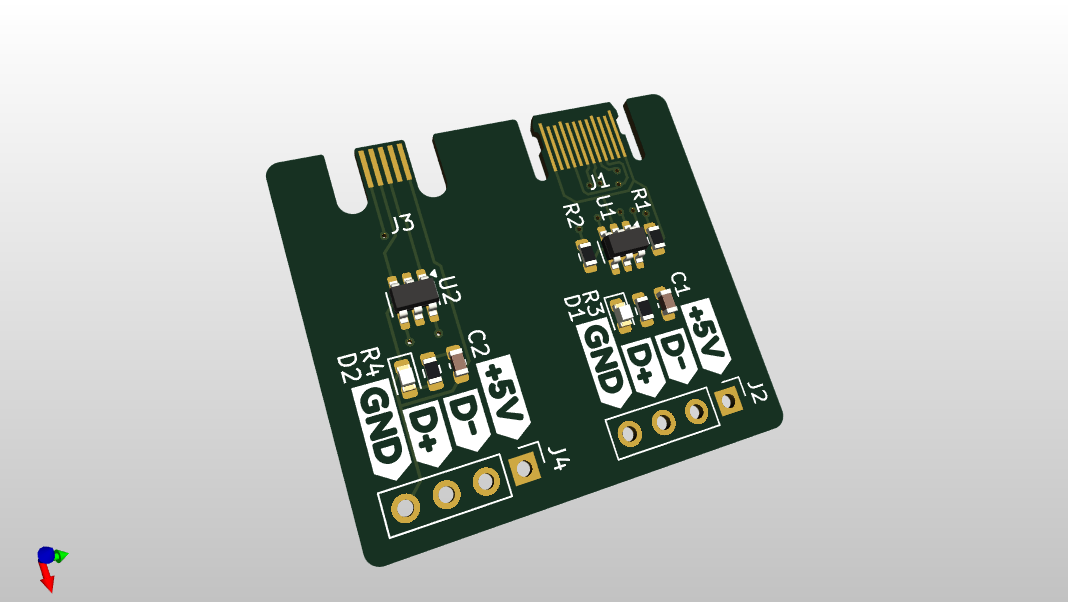 J1
R1
U1
R2
J3
U2
C1
R3
D1
GND
D+
D-
+5V
J2
C2
R4
D2
GND
D+
D-
+5V
J4